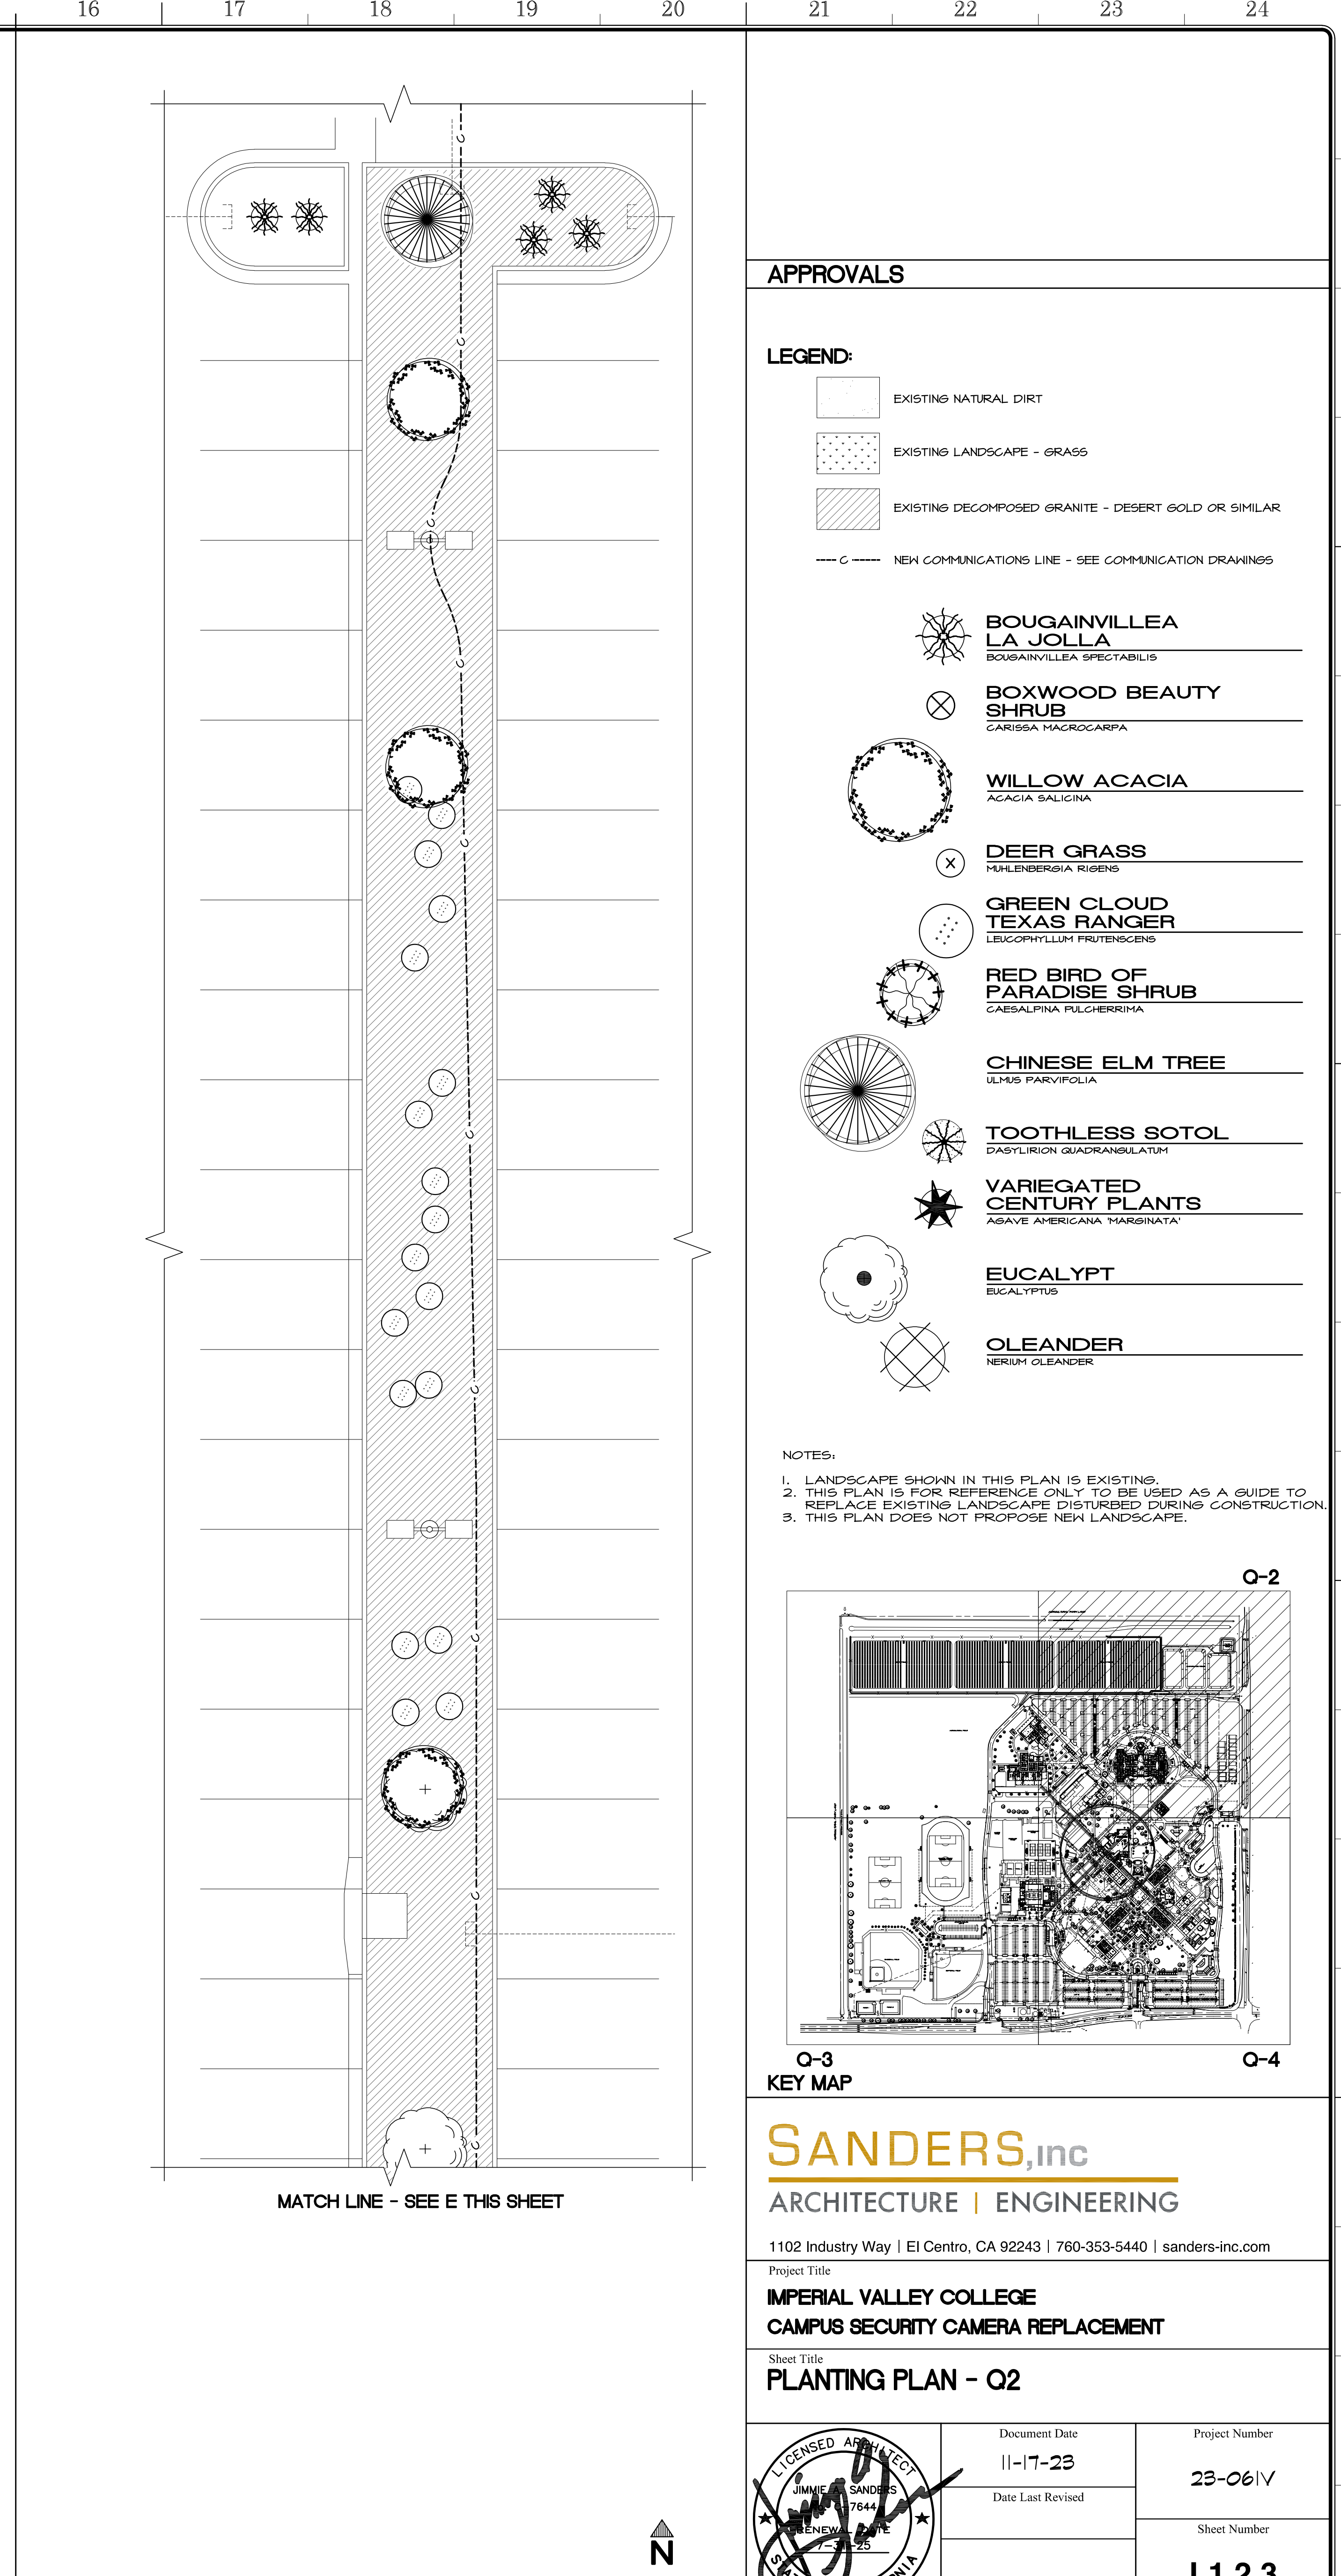 16 17 18 19 20 21 22 23 24
APPROVALS
LEGEND:
EXISTING NATURAL DIRT
EXISTING LANDSCAPE - GRASS
EXISTING DECOMPOSED GRANITE - DESERT GOLD OR SIMILAR
C NEW COMMUNICATIONS LINE - SEE COMMUNICATION DRAWINGS
BOUGAINVILLEA
LA JOLLA
BOUGAINVILLEA SPECTABILIS
BOXWOOD BEAUTY
SHRUB
CARISSA MACROCARPA
WILLOW ACACIA
ACACIA SALICINA
DEER GRASS
MUHLENBERGIA RIGENS
GREEN CLOUD
TEXAS RANGER
LEUCOPHYLLUM FRUTENSCENS
RED BIRD OF
PARADISE SHRUB
CAESALPINA PULCHERRIMA
CHINESE ELM TREE
ULMUS PARVIFOLIA
TOOTHLESS SOTOL
DASYLIRION QUADRANGULATUM
VARIEGATED
CENTURY PLANTS
AGAVE AMERICANA 'MARGINATA'
EUCALYPT
EUCALYPTUS
OLEANDER
NERIUM OLEANDER
NOTES:
1. LANDSCAPE SHOWN IN THIS PLAN IS EXISTING.
2. THIS PLAN IS FOR REFERENCE ONLY TO BE USED AS A GUIDE TO
REPLACE EXISTING LANDSCAPE DISTURBED DURING CONSTRUCTION.
3. THIS PLAN DOES NOT PROPOSE NEW LANDSCAPE.
Q-2
Q-3
Q-4
KEY MAP
C
C
C
C
C
C
C
C
C
C
MATCH LINE - SEE E THIS SHEET
SANDERS,inc
ARCHITECTURE | ENGINEERING
1102 Industry Way | El Centro, CA 92243 | 760-353-5440 | sanders-inc.com
Project Title
IMPERIAL VALLEY COLLEGE
CAMPUS SECURITY CAMERA REPLACEMENT
Sheet Title
PLANTING PLAN - Q2
LICENSED ARCHITECT
JIMMIE A. SANDERS
C-7644
RENEWAL DATE
7-31-25
Document Date
11-17-23
Date Last Revised
Project Number
23-061V
Sheet Number
L1.2.3
N